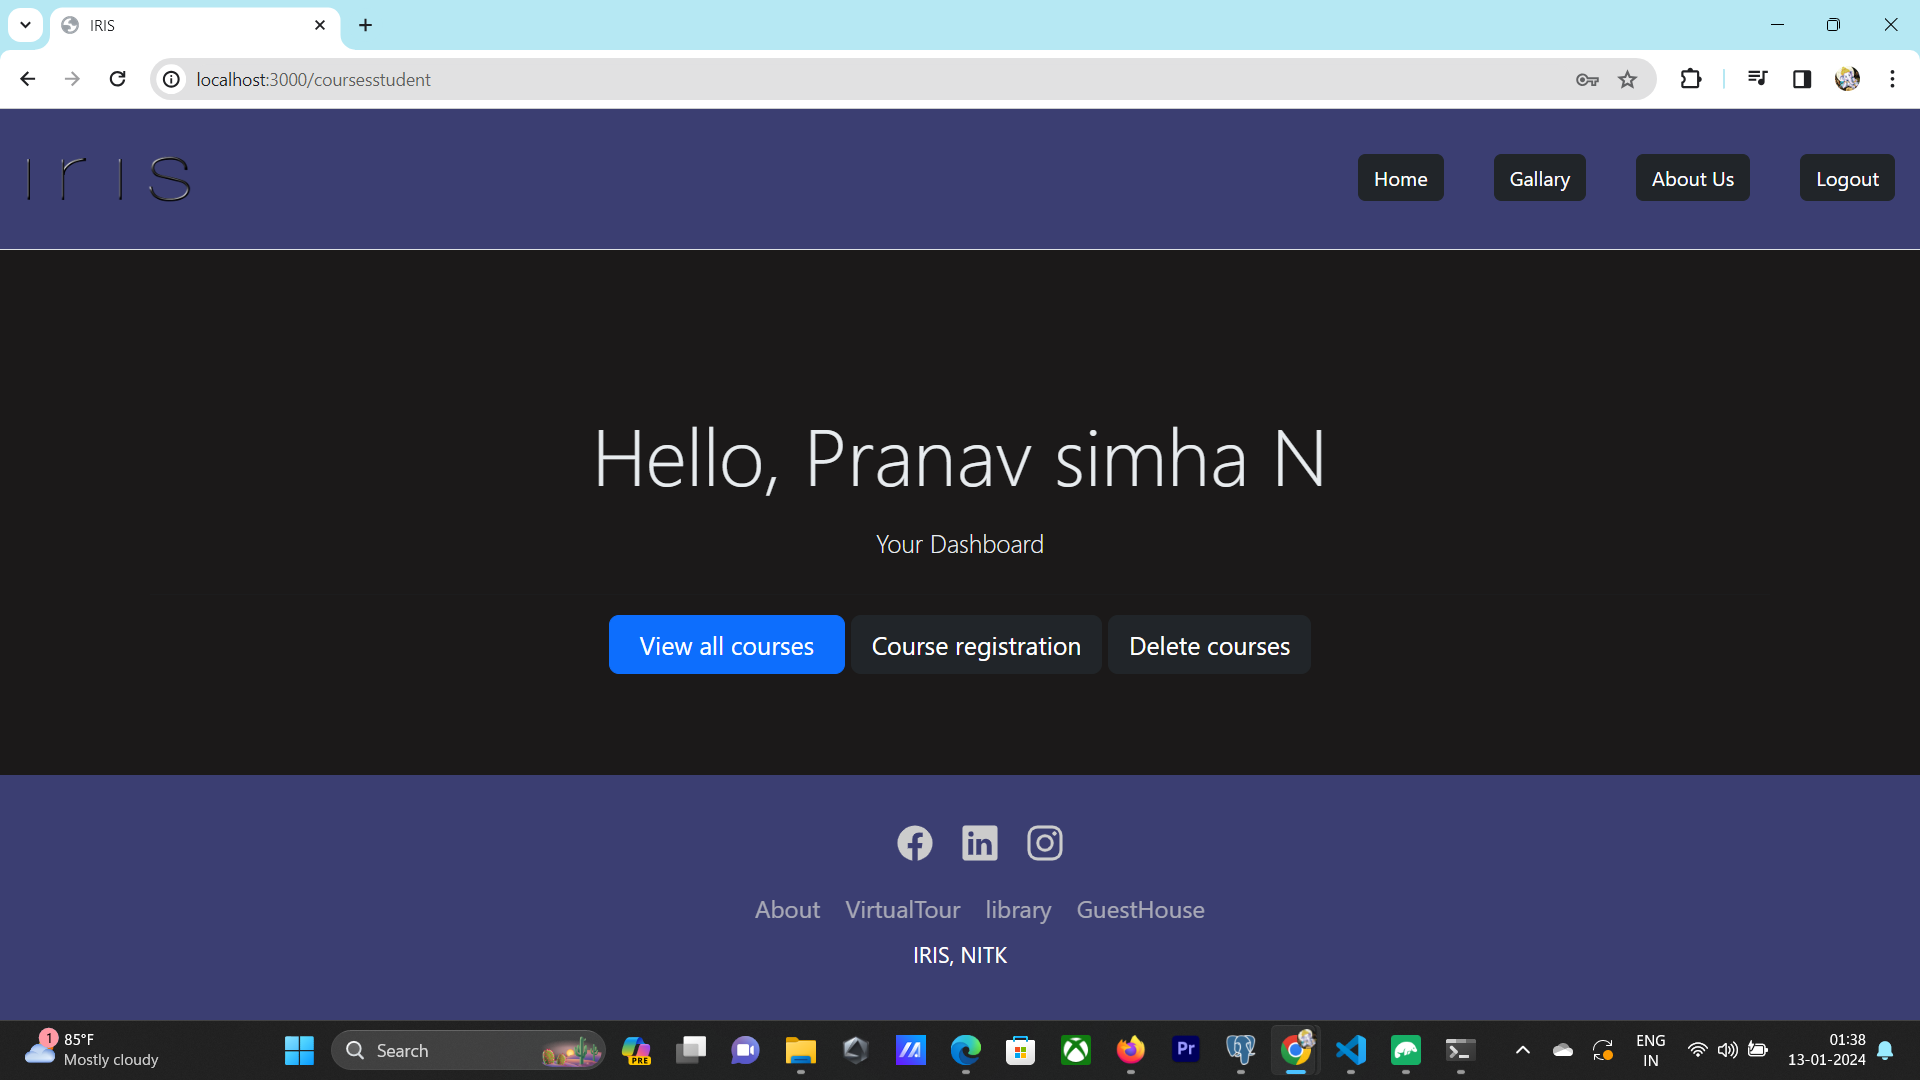 IRIS
localhost:3000/coursesstudent
iris
Home Gallary About Us Logout
Hello, Pranav simha N
Your Dashboard
View all courses Course registration Delete courses
About VirtualTour library GuestHouse
IRIS, NITK
1
85°F
Mostly cloudy
Search
PRE
Pr
ENG
IN
01:38
13-01-2024